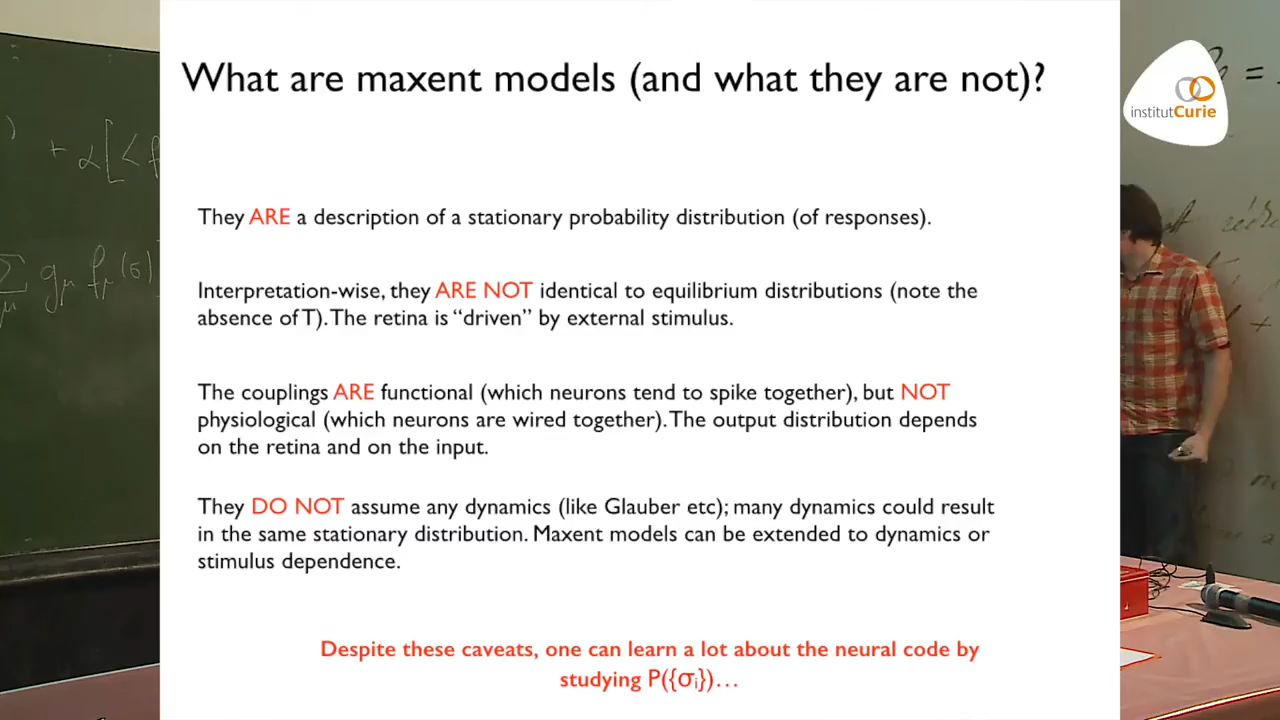 What are maxent models (and what they are not)?
institutCurie
They ARE a description of a stationary probability distribution (of responses).
Interpretation-wise, they ARE NOT identical to equilibrium distributions (note the
absence of T). The retina is “driven” by external stimulus.
The couplings ARE functional (which neurons tend to spike together), but NOT
physiological (which neurons are wired together). The output distribution depends
on the retina and on the input.
They DO NOT assume any dynamics (like Glauber etc); many dynamics could result
in the same stationary distribution. Maxent models can be extended to dynamics or
stimulus dependence.
Despite these caveats, one can learn a lot about the neural code by
studying P({σᵢ})…
+ α[<f
Σμ gμ fμ(σ)